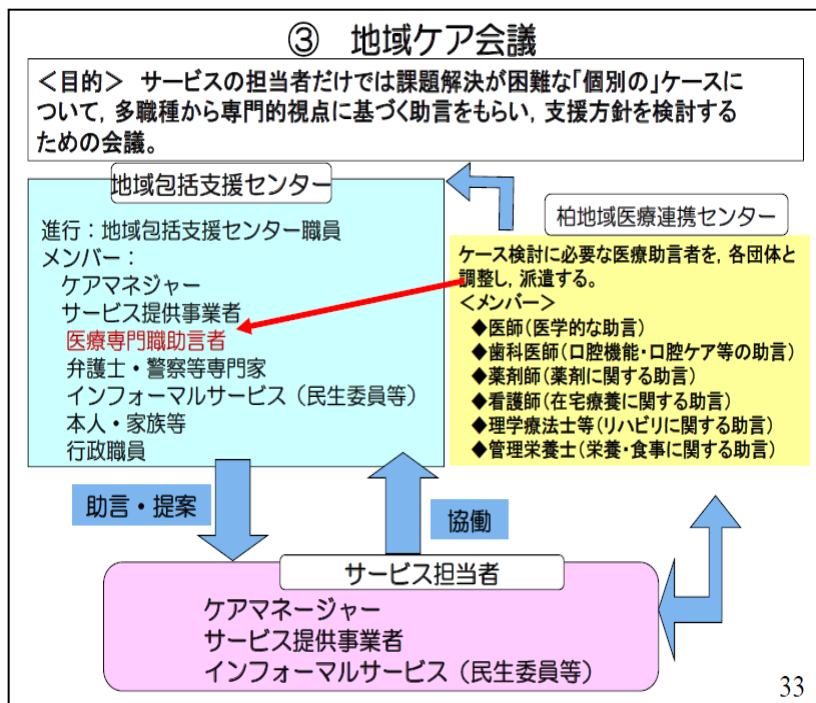 ③ 地域ケア会議
＜目的＞ サービスの担当者だけでは課題解決が困難な「個別の」ケースに
ついて，多職種から専門的視点に基づく助言をもらい，支援方針を検討する
ための会議。
地域包括支援センター
進行：地域包括支援センター職員
メンバー：
ケアマネジャー
サービス提供事業者
医療専門職助言者
弁護士・警察等専門家
インフォーマルサービス（民生委員等）
本人・家族等
行政職員
柏地域医療連携センター
ケース検討に必要な医療助言者を，各団体と
調整し，派遣する。
＜メンバー＞
◆医師（医学的な助言）
◆歯科医師（口腔機能・口腔ケア等の助言）
◆薬剤師（薬剤に関する助言）
◆看護師（在宅療養に関する助言）
◆理学療法士等（リハビリに関する助言）
◆管理栄養士（栄養・食事に関する助言）
助言・提案
協働
サービス担当者
ケアマネージャー
サービス提供事業者
インフォーマルサービス（民生委員等）
33